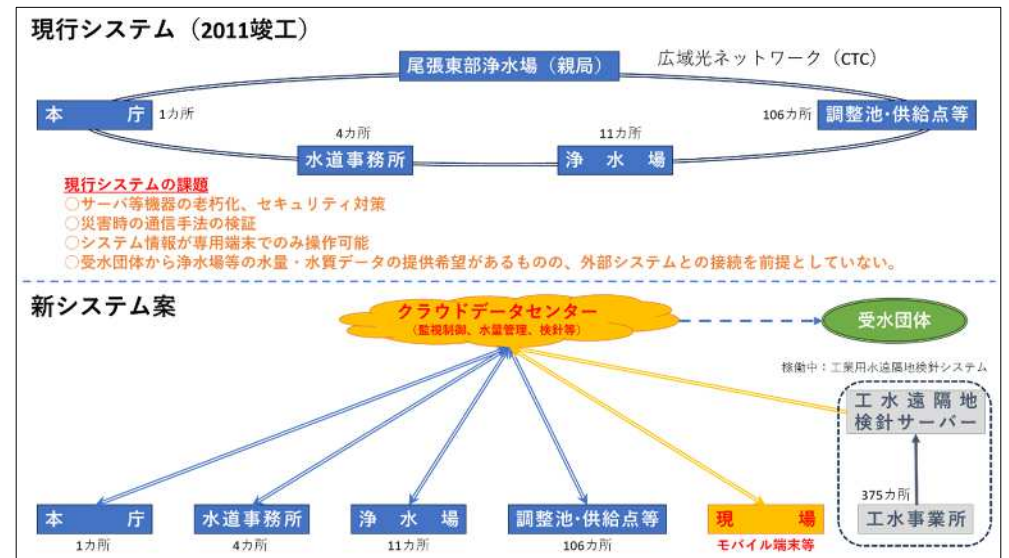 現行システム（2011竣工）
尾張東部浄水場（親局）
広域光ネットワーク（CTC）
本庁
1カ所
106カ所
調整池・供給点等
4カ所
11カ所
水道事務所
浄水場
現行システムの課題
○サーバ等機器の老朽化、セキュリティ対策
○災害時の通信手法の検証
○システム情報が専用端末でのみ操作可能
○受水団体から浄水場等の水量・水質データの提供希望があるものの、外部システムとの接続を前提としていない。
新システム案
クラウドデータセンター
（監視制御、水量管理、検針等）
受水団体
稼働中：工業用水遠隔地検針システム
工水遠隔地
検針サーバー
375カ所
本庁
水道事務所
浄水場
調整池・供給点等
現場
工水事業所
1カ所
4カ所
11カ所
106カ所
モバイル端末等